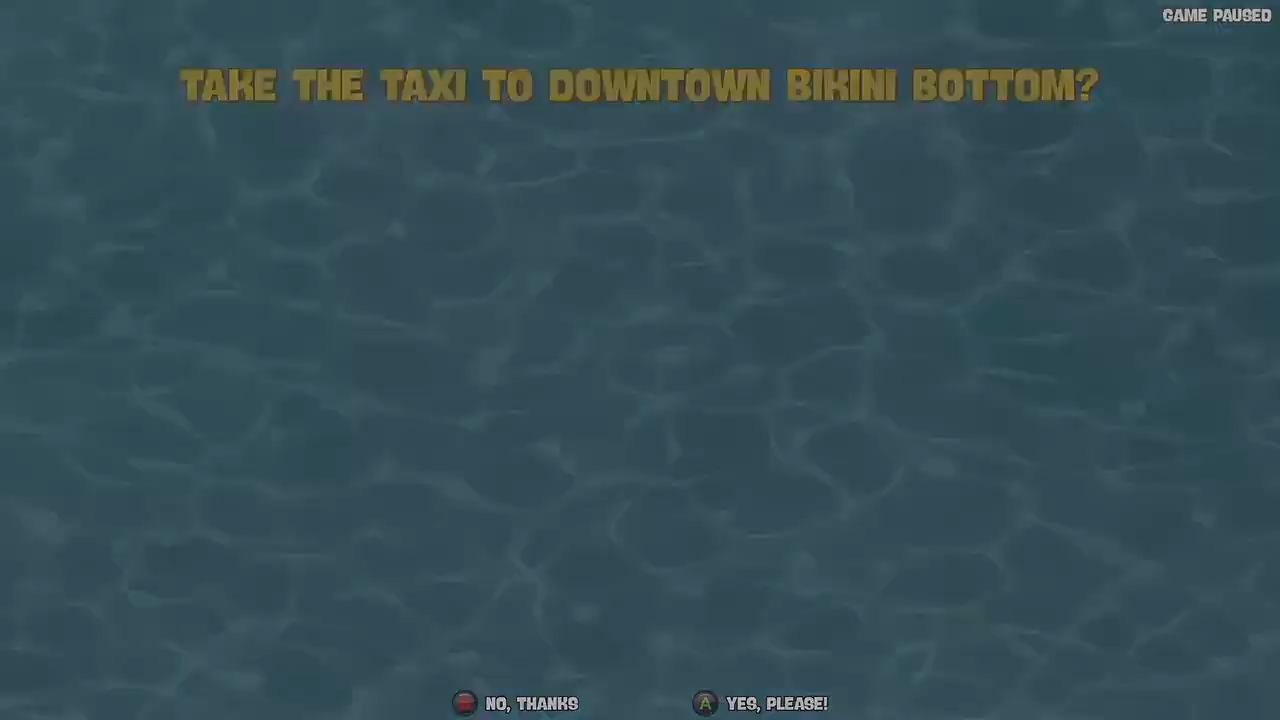 GAME PAUSED
TAKE THE TAXI TO DOWNTOWN BIKINI BOTTOM?
NO, THANKS
A YES, PLEASE!